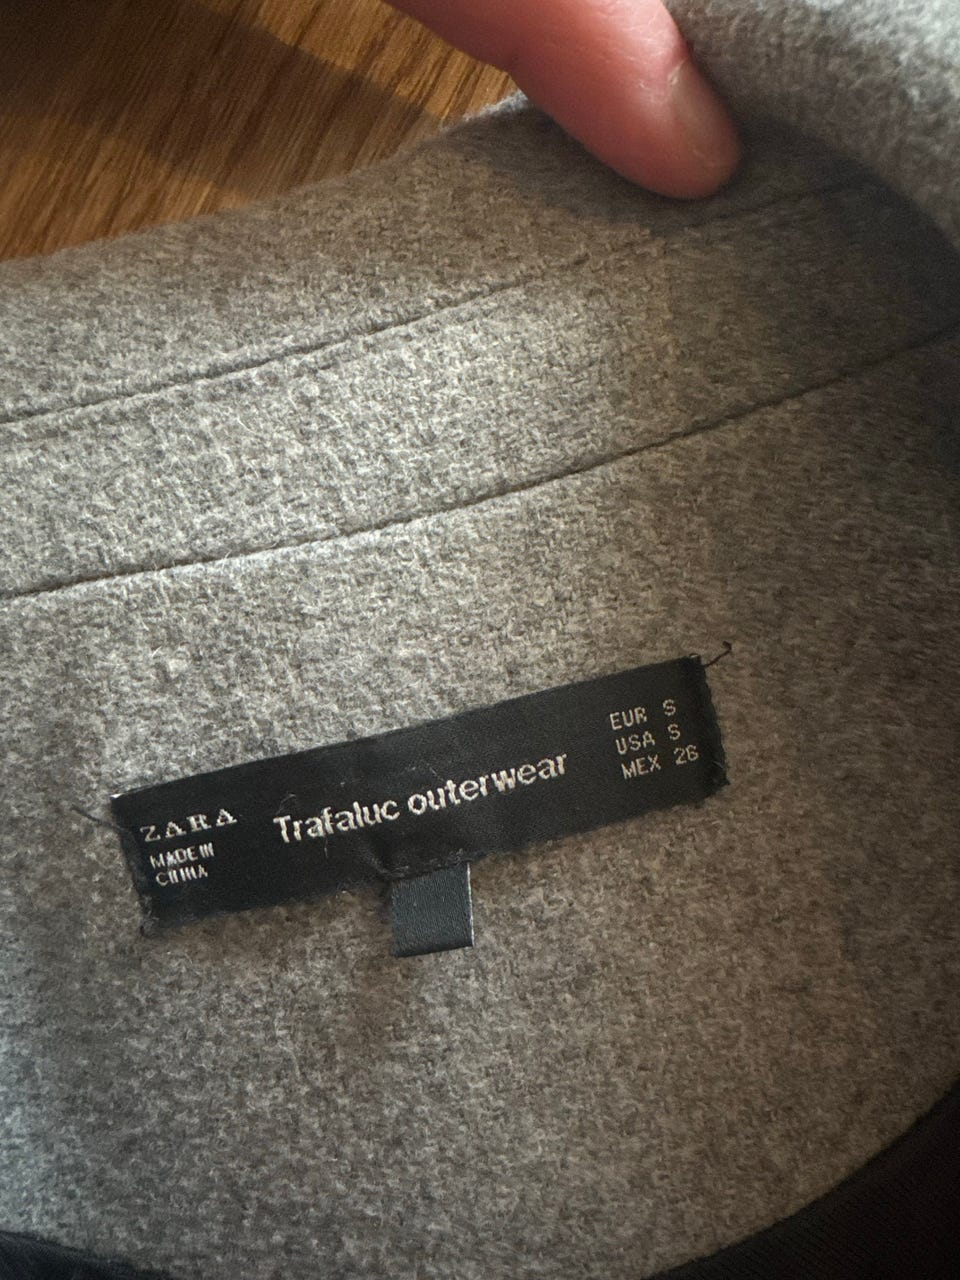 ZARA
MADE IN
CHINA
Trafaluc outerwear
EUR S
USA S
MEX 26